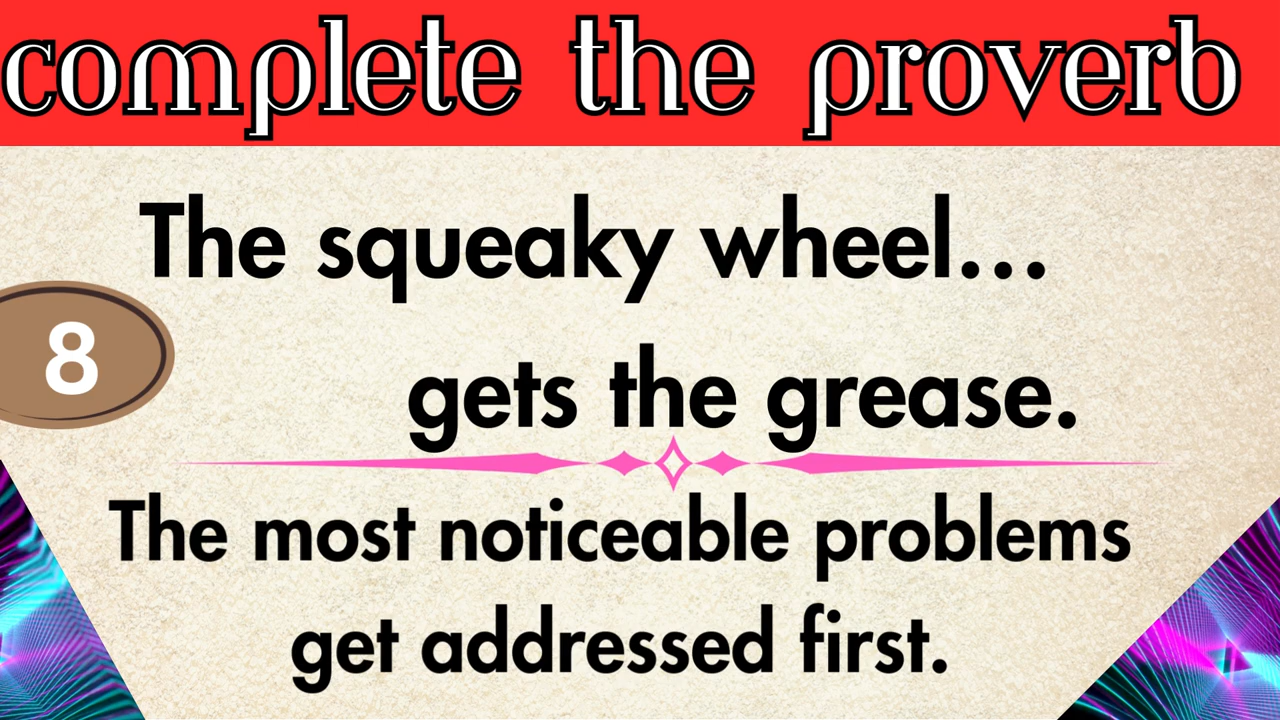 complete the proverb
The squeaky wheel...
8
gets the grease.
The most noticeable problems
get addressed first.